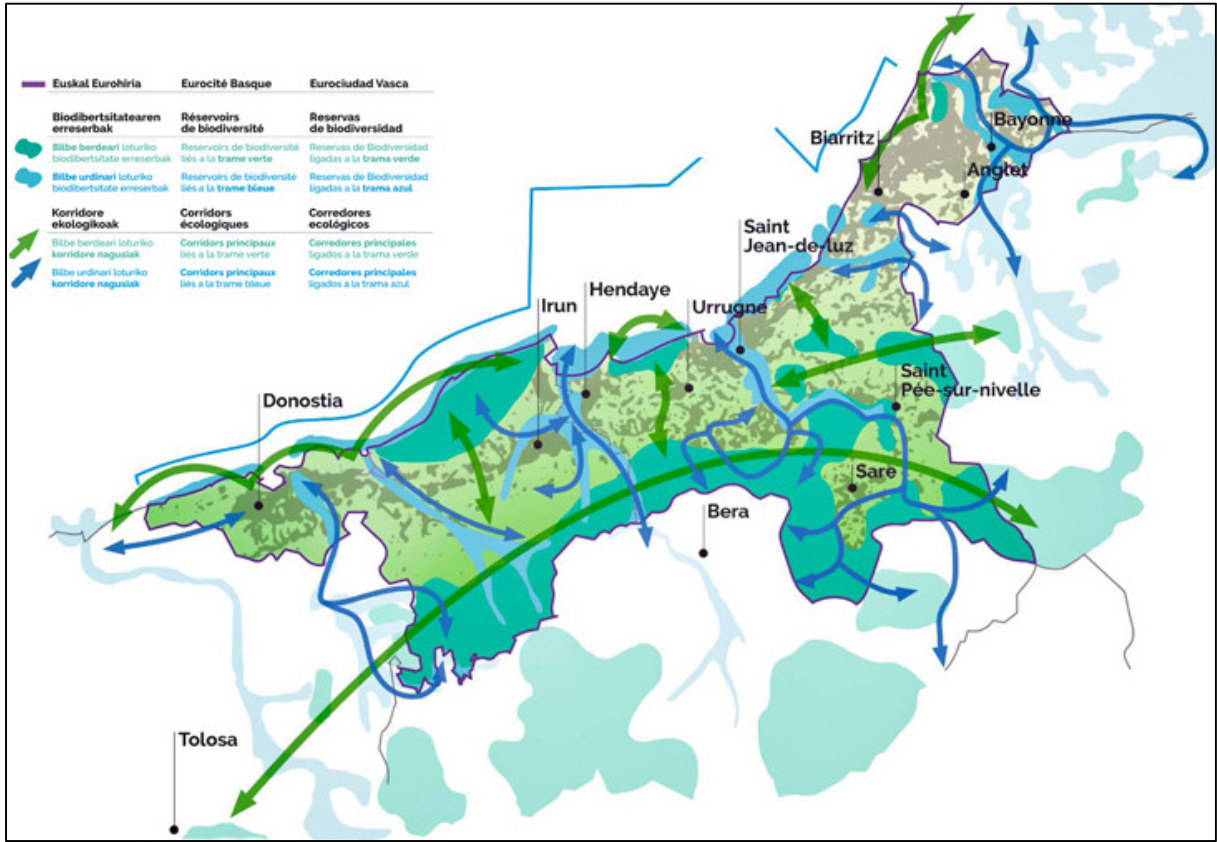 Euskal Eurohiria
Eurocité Basque
Eurociudad Vasca
Biodibertsitatearen
erreserbak
Réservoirs
de biodiversité
Reservas
de biodiversidad
Bilbe berdeari loturiko
biodibertsitate erreserbak
Reservoirs de biodiversité
liés à la trame verte
Reservas de Biodiversidad
ligadas a la trama verde
Bilbe urdinari loturiko
biodibertsitate erreserbak
Reservoirs de biodiversité
liés à la trame bleue
Reservas de Biodiversidad
ligadas a la trama azul
Korridore
ekologikoak
Corridors
écologiques
Corredores
ecológicos
Bilbe berdeari loturiko
korridore nagusiak
Corridors principaux
liés à la trame verte
Corredores principales
ligados a la trama verde
Bilbe urdinari loturiko
korridore nagusiak
Corridors principaux
liés à la trame bleue
Corredores principales
ligados a la trama azul
Bayonne
Biarritz
Anglet
Saint
Jean-de-luz
Hendaye
Irun
Urrugne
Saint
Pée-sur-nivelle
Donostia
Sare
Bera
Tolosa